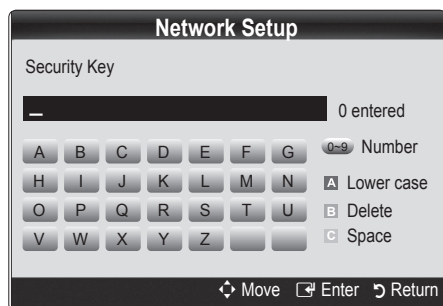 Network Setup
Security Key
_ 0 entered
A B C D E F G 0~9 Number
H I J K L M N A Lower case
O P Q R S T U B Delete
V W X Y Z C Space
Move Enter Return